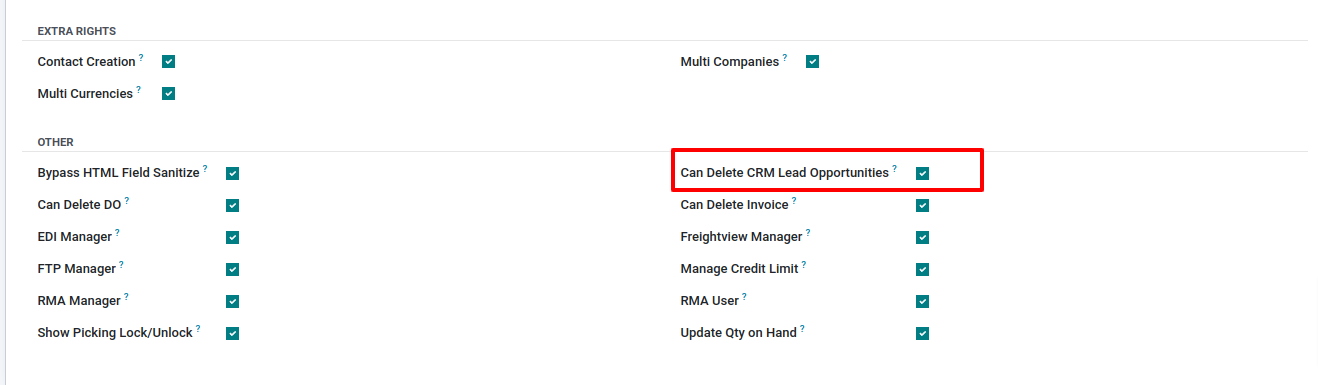 EXTRA RIGHTS
Contact Creation ? Multi Companies ?
Multi Currencies ?
OTHER
Bypass HTML Field Sanitize ? Can Delete CRM Lead Opportunities ?
Can Delete DO ? Can Delete Invoice ?
EDI Manager ? Freightview Manager ?
FTP Manager ? Manage Credit Limit ?
RMA Manager ? RMA User ?
Show Picking Lock/Unlock ? Update Qty on Hand ?